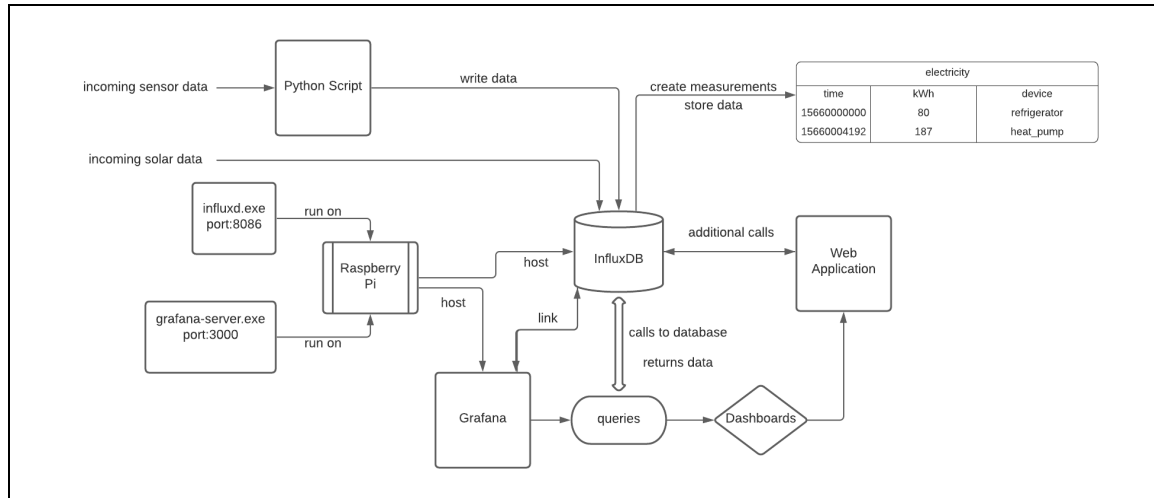 incoming sensor data
Python Script
write data
create measurements
store data
electricity
time kWh device
15660000000 80 refrigerator
15660004192 187 heat_pump
incoming solar data
influxd.exe
port:8086
run on
Raspberry
Pi
host
host
InfluxDB
additional calls
Web
Application
grafana-server.exe
port:3000
run on
link
calls to database
returns data
Grafana
queries
Dashboards